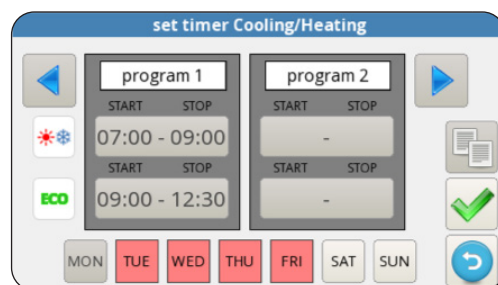 set timer Cooling/Heating
program 1 program 2
START STOP START STOP
07:00 - 09:00 -
START STOP START STOP
ECO 09:00 - 12:30 -
MON TUE WED THU FRI SAT SUN